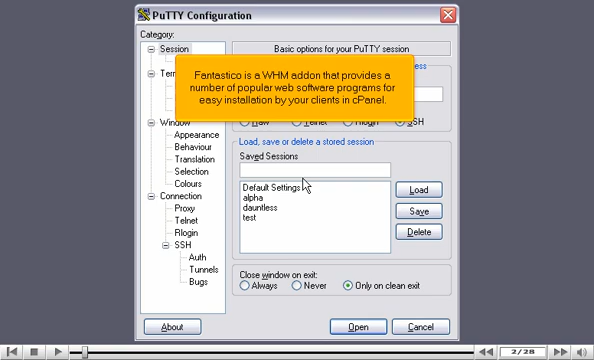 PuTTY Configuration
Category:
Session
Basic options for your PuTTY session
Fantastico is a WHM addon that provides a
number of popular web software programs for
easy installation by your clients in cPanel.
Raw
Telnet
Rlogin
SSH
Window
Appearance
Behaviour
Translation
Selection
Colours
Connection
Proxy
Telnet
Rlogin
SSH
Auth
Tunnels
Bugs
Load, save or delete a stored session
Saved Sessions
Default Settings
alpha
dauntless
test
Load
Save
Delete
Close window on exit:
Always
Never
Only on clean exit
About
Open
Cancel
2/28